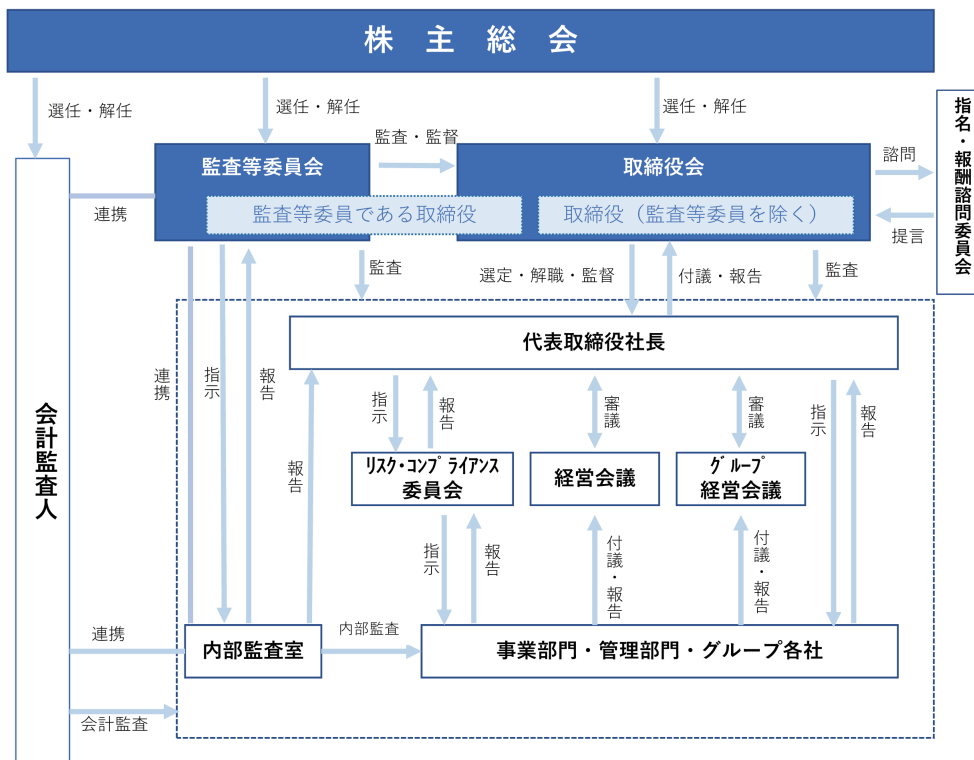 株 主 総 会
選任・解任
選任・解任
選任・解任
監査・監督
指名・報酬諮問委員会
監査等委員会
取締役会
諮問
連携
監査等委員である取締役
取締役（監査等委員を除く）
提言
監査
選定・解職・監督
付議・報告
監査
代表取締役社長
連携
指示
報告
報告
指示
報告
審議
審議
指示
報告
会計監査人
ﾘｽｸ・ｺﾝﾌﾟﾗｲｱﾝｽ
委員会
経営会議
ｸﾞﾙｰﾌﾟ
経営会議
指示
報告
付議・報告
付議・報告
連携
内部監査室
内部監査
事業部門・管理部門・グループ各社
会計監査